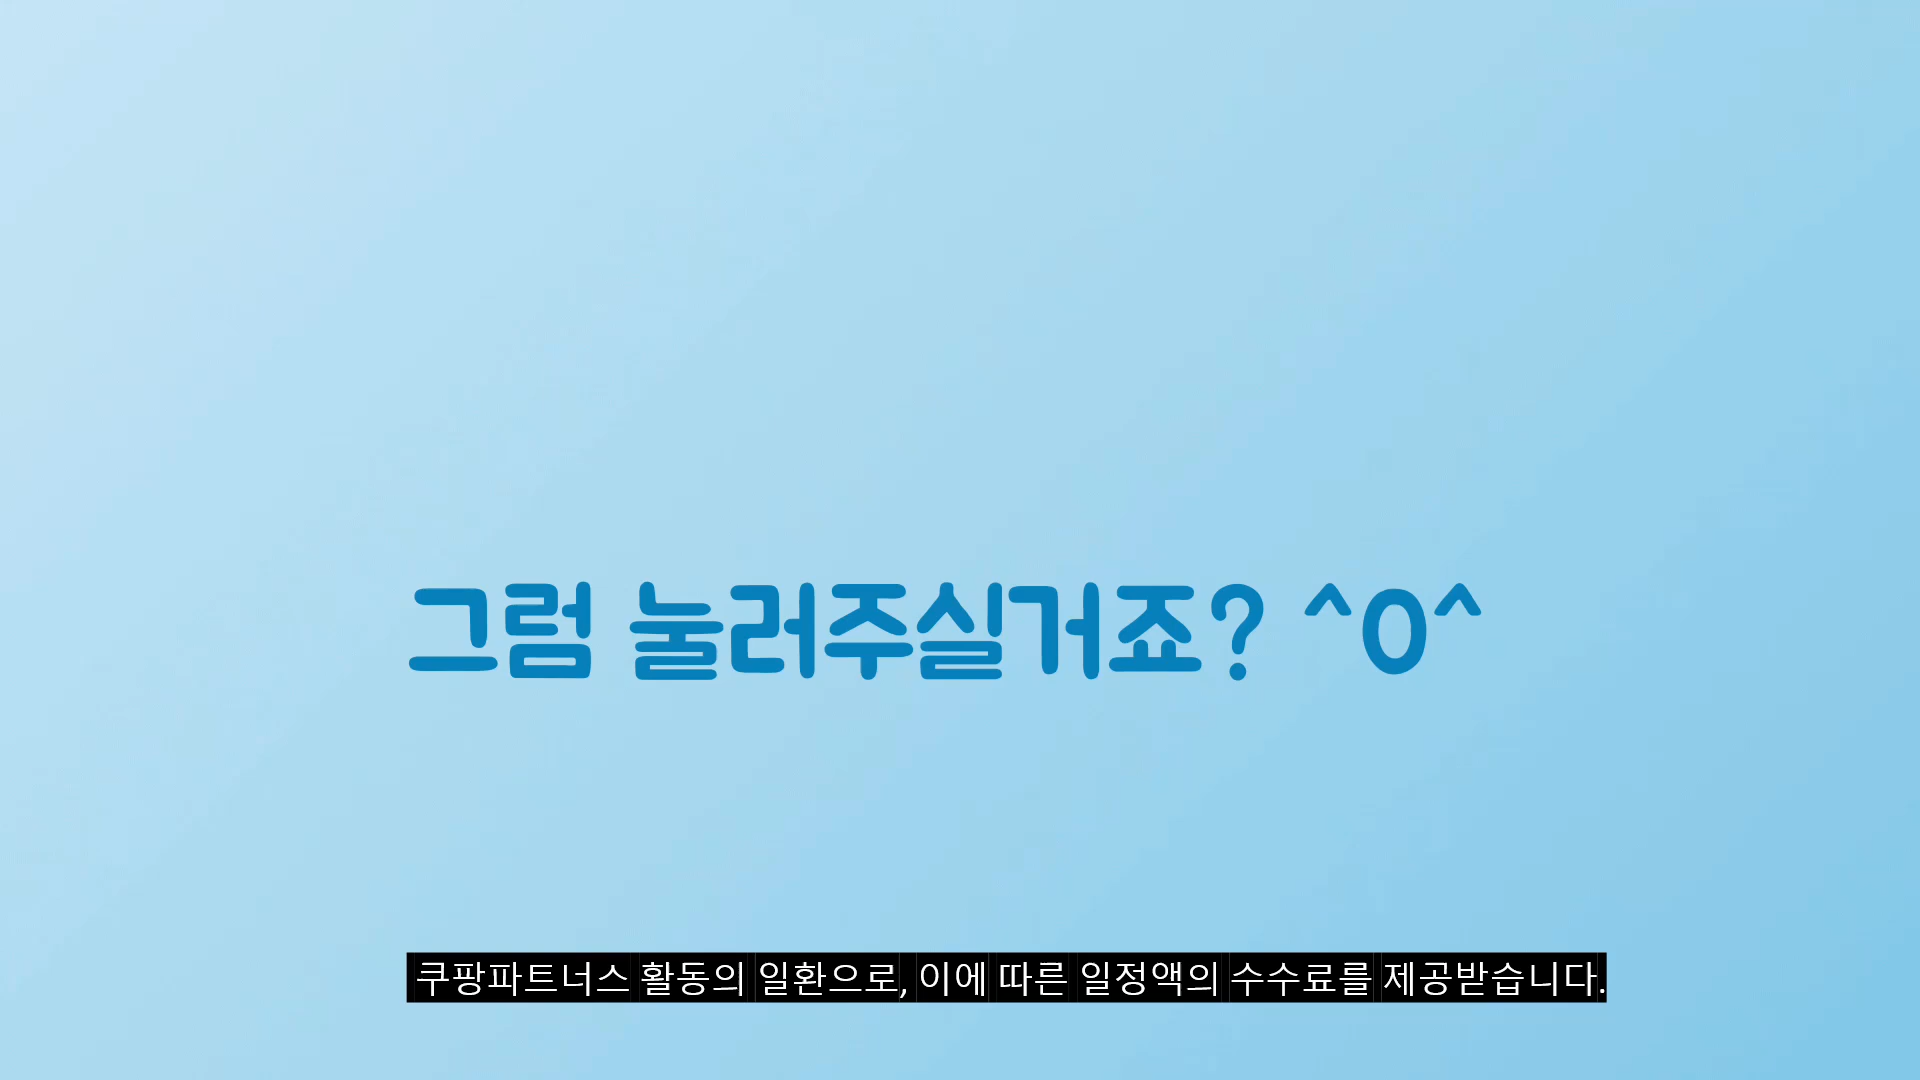 그럼 눌러주실거죠? ^0^
쿠팡파트너스 활동의 일환으로, 이에 따른 일정액의 수수료를 제공받습니다.